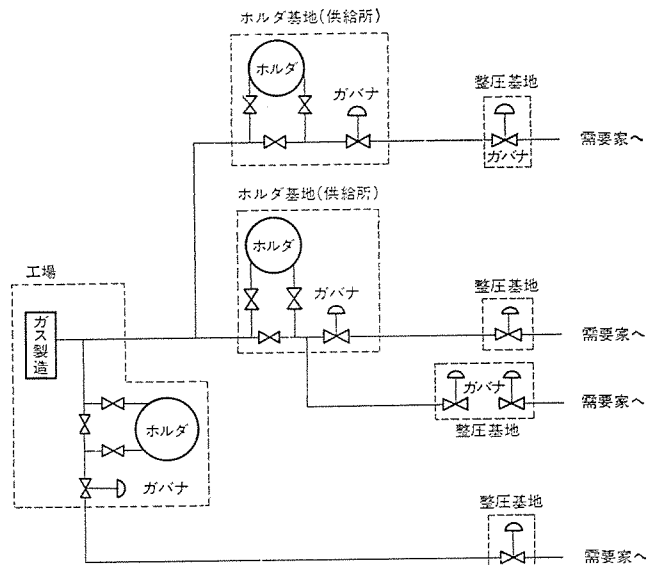 ホルダ基地(供給所)
ホルダ
ガバナ
整圧基地
ガバナ
需要家へ
ホルダ基地(供給所)
ホルダ
ガバナ
整圧基地
需要家へ
工場
ガス製造
ガバナ
整圧基地
需要家へ
ホルダ
ガバナ
整圧基地
需要家へ